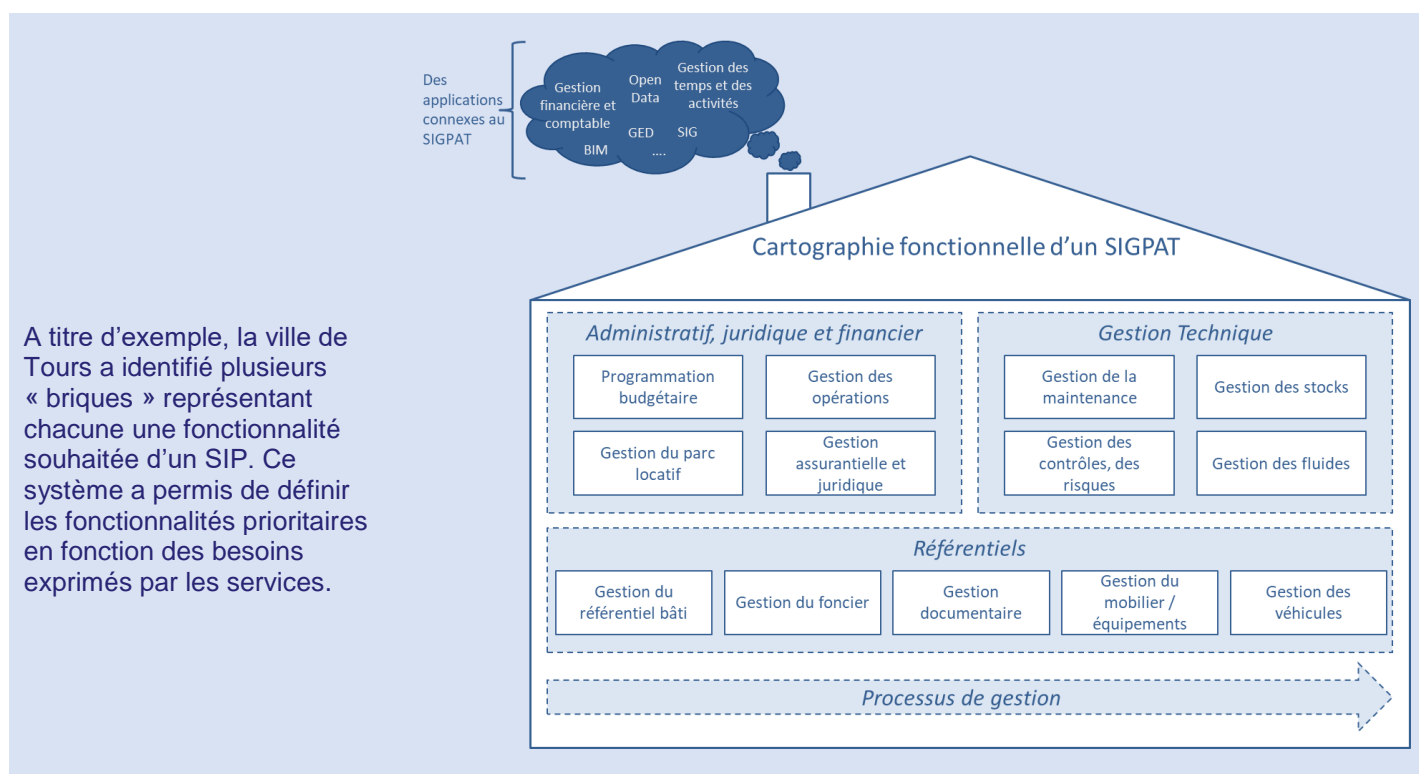 Des
applications
connexes au
SIGPAT
Gestion
financière et
comptable
Open
Data
Gestion des
temps et des
activités
GED
SIG
BIM
....
Cartographie fonctionnelle d’un SIGPAT
A titre d’exemple, la ville de
Tours a identifié plusieurs
« briques » représentant
chacune une fonctionnalité
souhaitée d’un SIP. Ce
système a permis de définir
les fonctionnalités prioritaires
en fonction des besoins
exprimés par les services.
Administratif, juridique et financier
Programmation
budgétaire
Gestion des
opérations
Gestion du parc
locatif
Gestion
assurantielle et
juridique
Gestion Technique
Gestion de la
maintenance
Gestion des stocks
Gestion des
contrôles, des
risques
Gestion des fluides
Référentiels
Gestion du
référentiel bâti
Gestion du foncier
Gestion
documentaire
Gestion du
mobilier /
équipements
Gestion des
véhicules
Processus de gestion